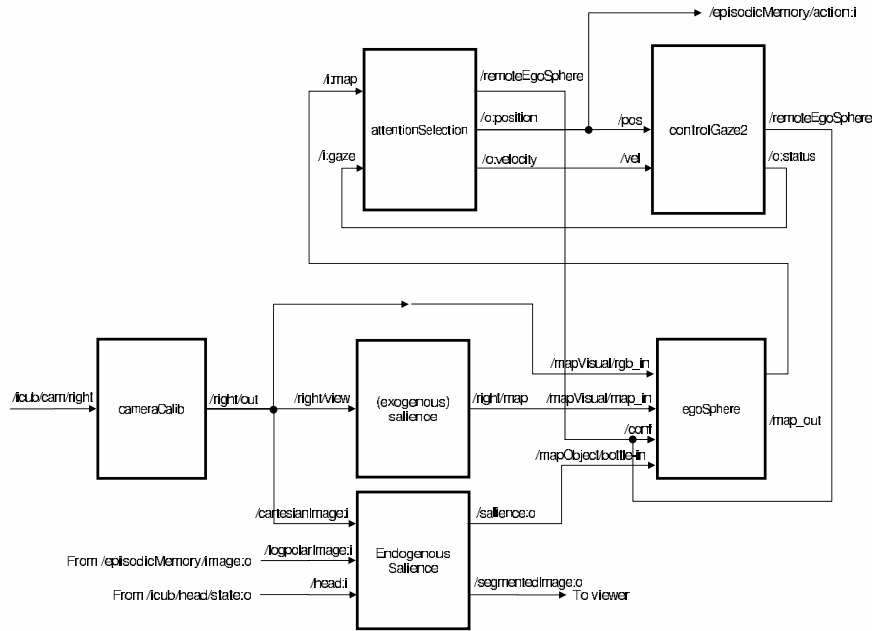 /episodicMemory/action:i
/i:map
/remoteEgoSphere
attentionSelection
/o:position
/pos
controlGaze2
/remoteEgoSphere
/i:gaze
/o:velocity
/vel
/o:status
/mapVisual/rgb_in
/icub/cam/right
cameraCalib
/right/out
/right/view
(exogenous)
salience
/right/map
/mapVisual/map_in
egoSphere
/conf
/map_out
/mapObject/bottle-in
/cartesianImage:i
/salience:o
From /episodicMemory/image:o
/logpolarImage:i
Endogenous
Salience
/head:i
/segmentedImage:o
From /icub/head/state:o
To viewer